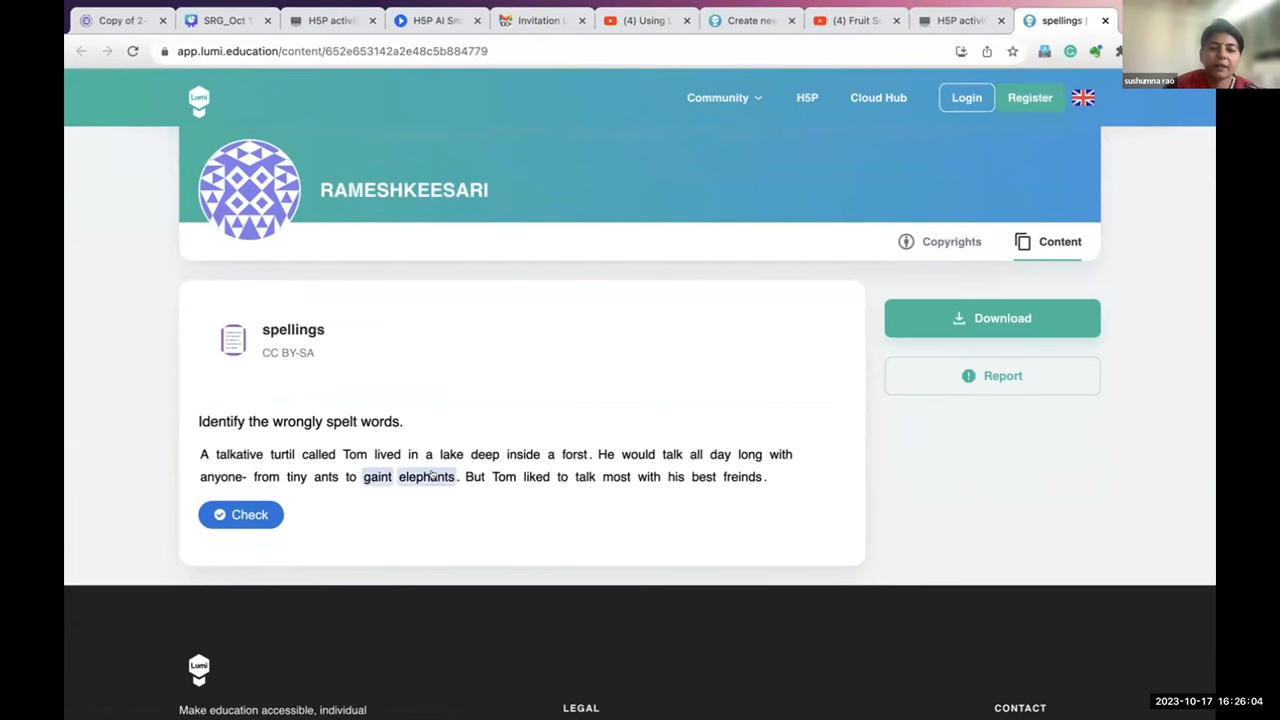 Copy of 2-
SRG_Oct
H5P activi
H5P AI Sm
Invitation
(4) Using
Create nev
(4) Fruit S
H5P activi
spellings |
app.lumi.education/content/652e653142a2e48c5b884779
sushumna rao
Lumi
Community
H5P
Cloud Hub
Login
Register
RAMESHKEESARI
Copyrights
Content
spellings
CC BY-SA
Download
Report
Identify the wrongly spelt words.
A talkative turtil called Tom lived in a lake deep inside a forst. He would talk all day long with
anyone- from tiny ants to gaint elephants. But Tom liked to talk most with his best freinds.
Check
Lumi
Make education accessible, individual
LEGAL
CONTACT
2023-10-17 16:26:04